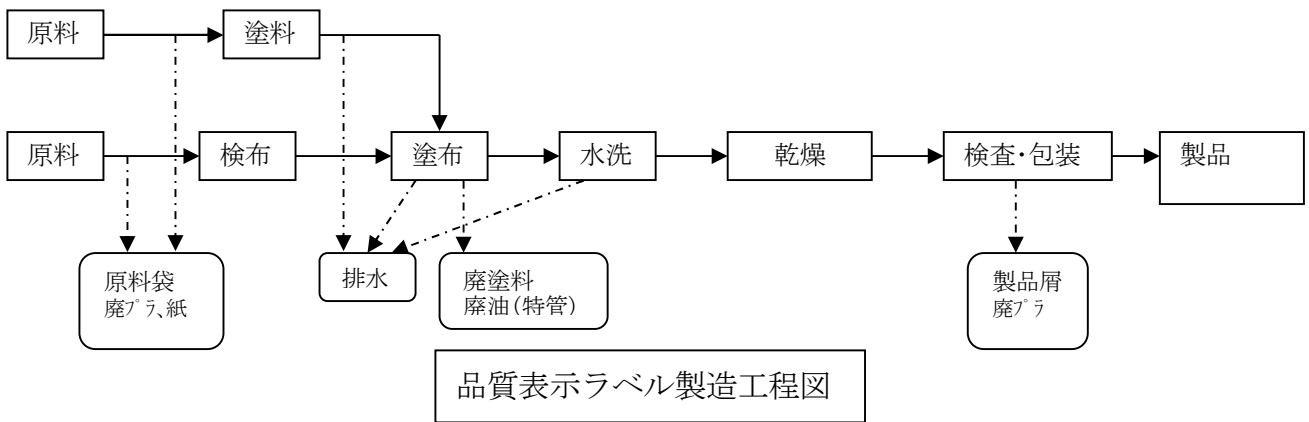 原料
塗料
原料
検布
塗布
水洗
乾燥
検査･包装
製品
原料袋
廃ﾌﾟﾗ､紙
排水
廃塗料
廃油(特管)
製品屑
廃ﾌﾟﾗ
品質表示ラベル製造工程図